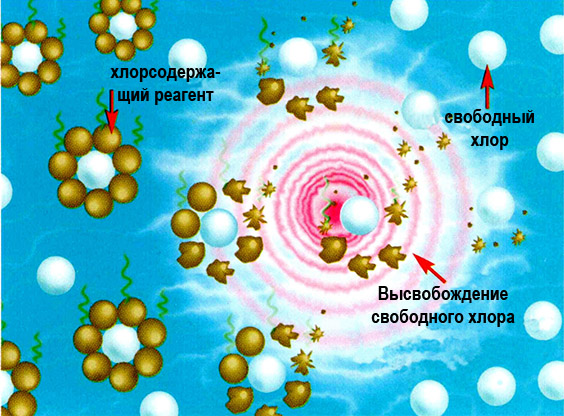 хлорсодержа-
щий реагент
свободный
хлор
Высвобождение
свободного хлора